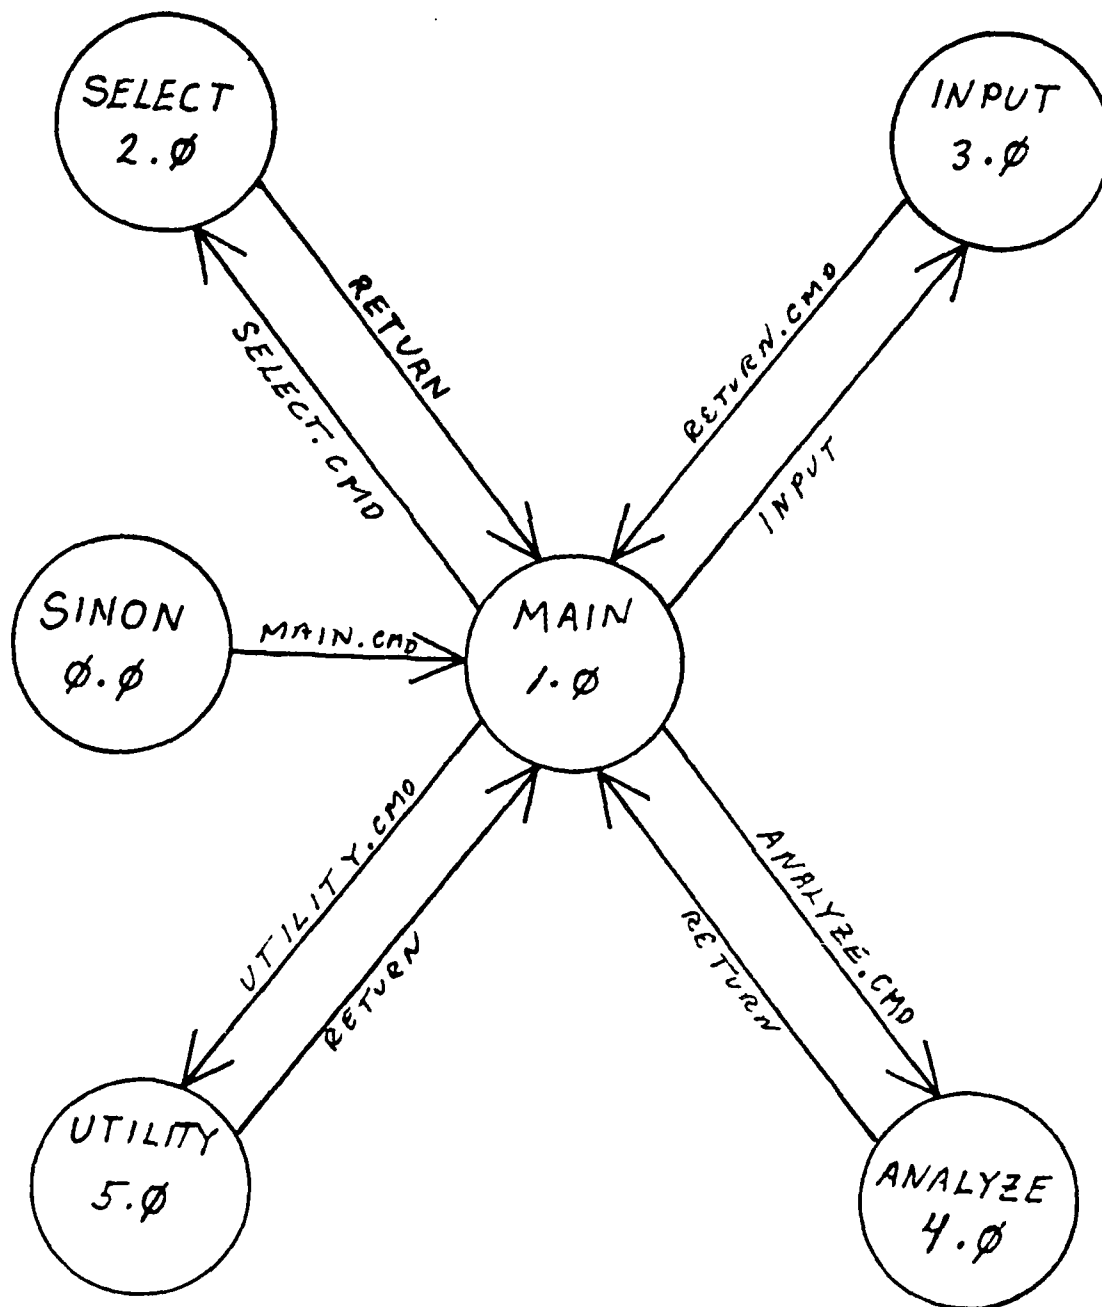 SELECT
2.Ø
INPUT
3.Ø
RETURN
SELECT.CMD
RETURN.CMD
INPUT
SINON
Ø.Ø
MAIN.CMD
MAIN
1.Ø
UTILITY.CMD
RETURN
ANALYZE.CMD
RETURN
UTILITY
5.Ø
ANALYZE
4.Ø